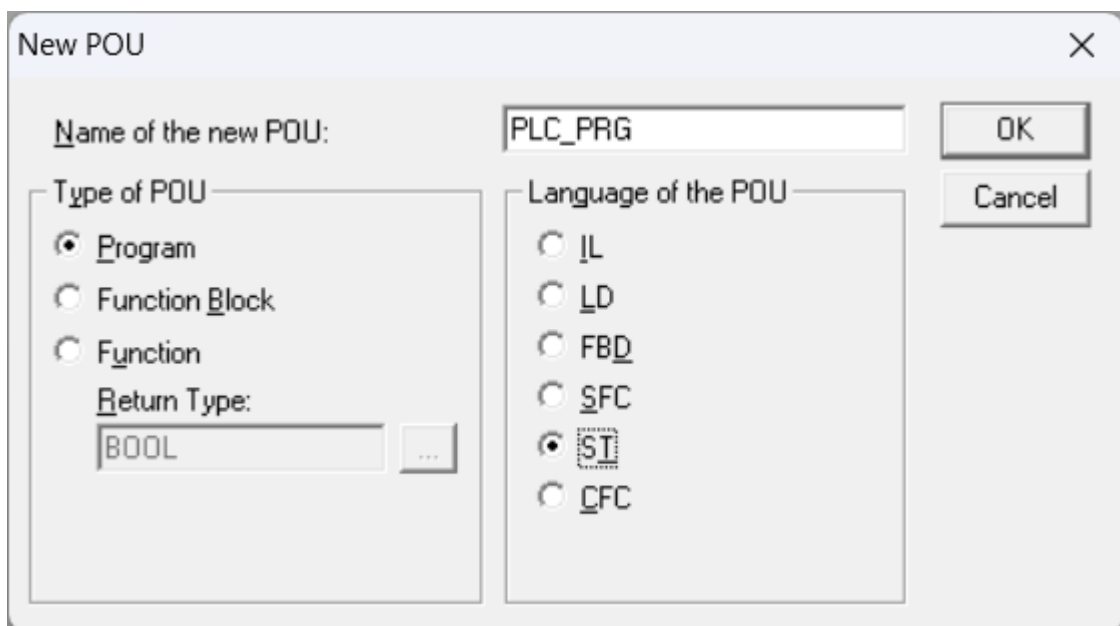 New POU
Name of the new POU:
PLC_PRG
OK
Cancel
Type of POU
Program
Function Block
Function
Return Type:
BOOL
...
Language of the POU
IL
LD
FBD
SFC
ST
CFC